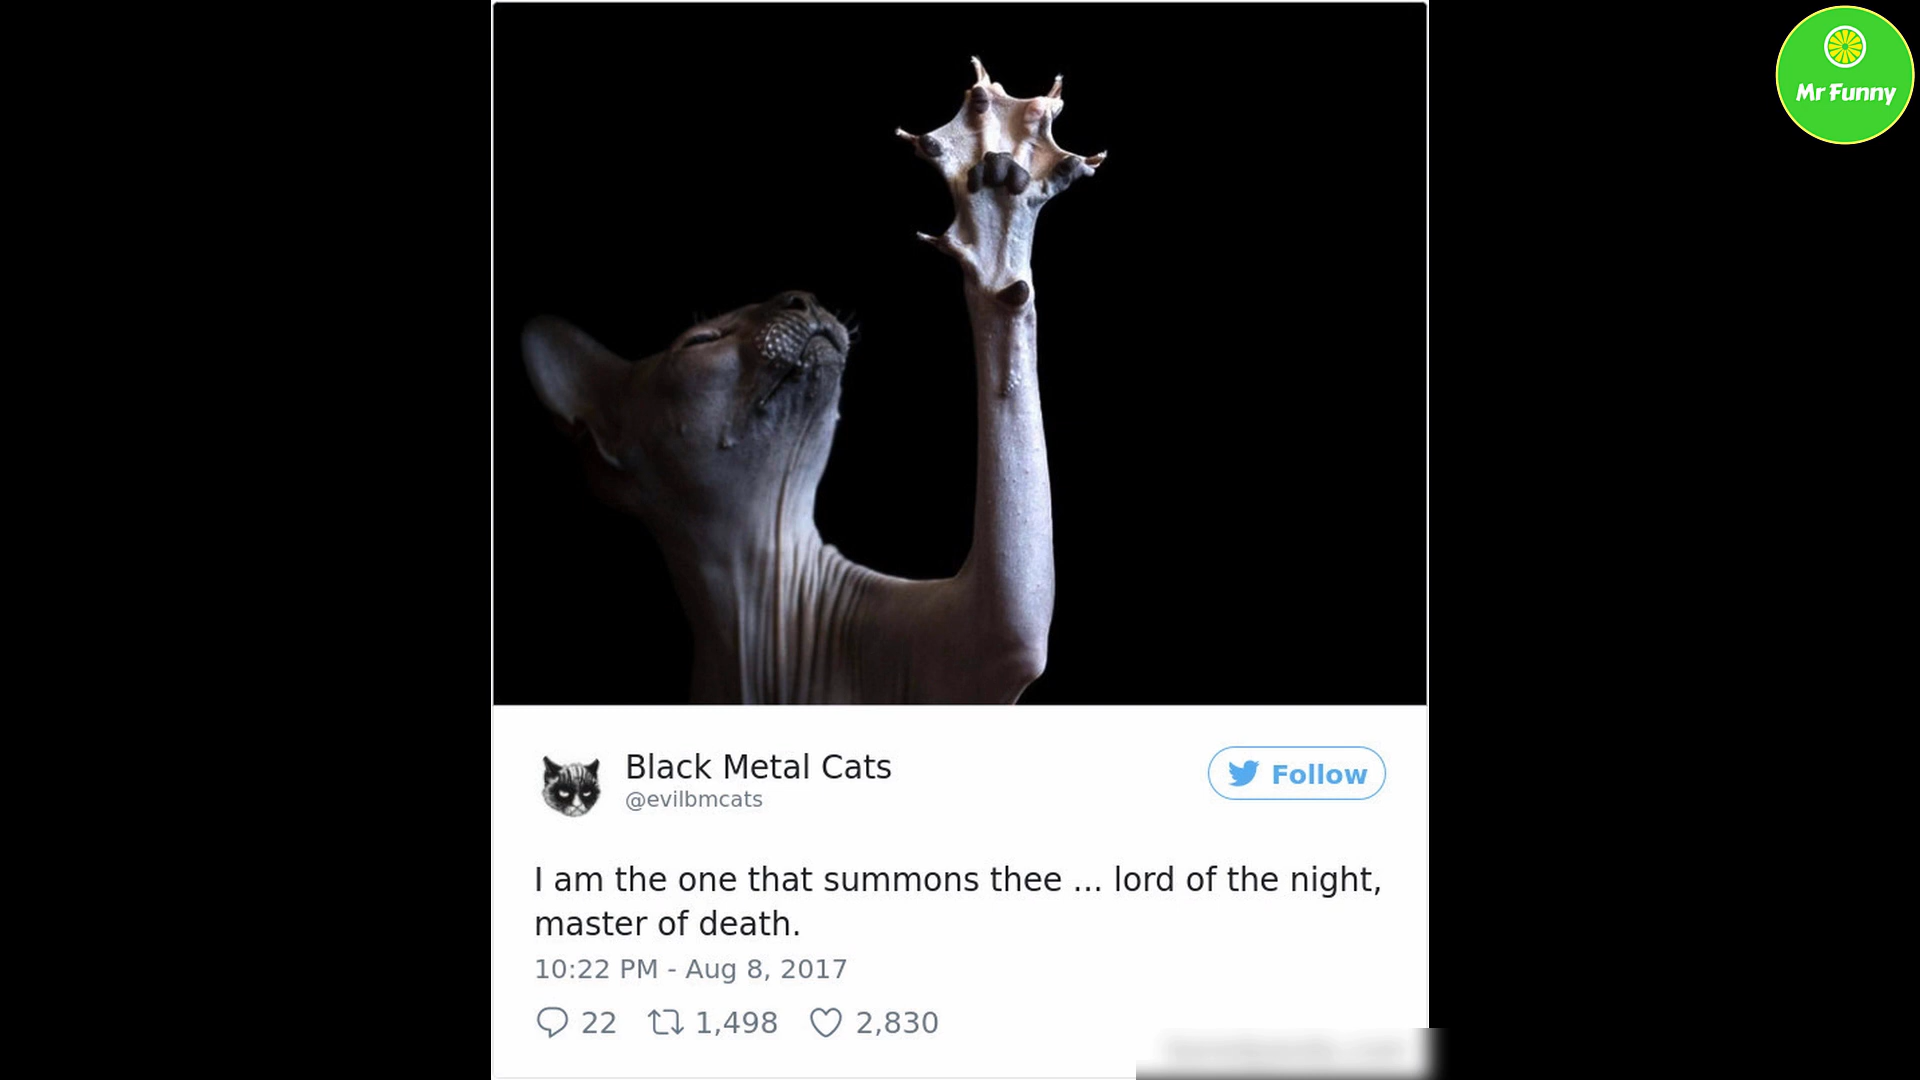 Mr Funny
Black Metal Cats
@evilbmcats
Follow
I am the one that summons thee ... lord of the night,
master of death.
10:22 PM - Aug 8, 2017
22 1,498 2,830